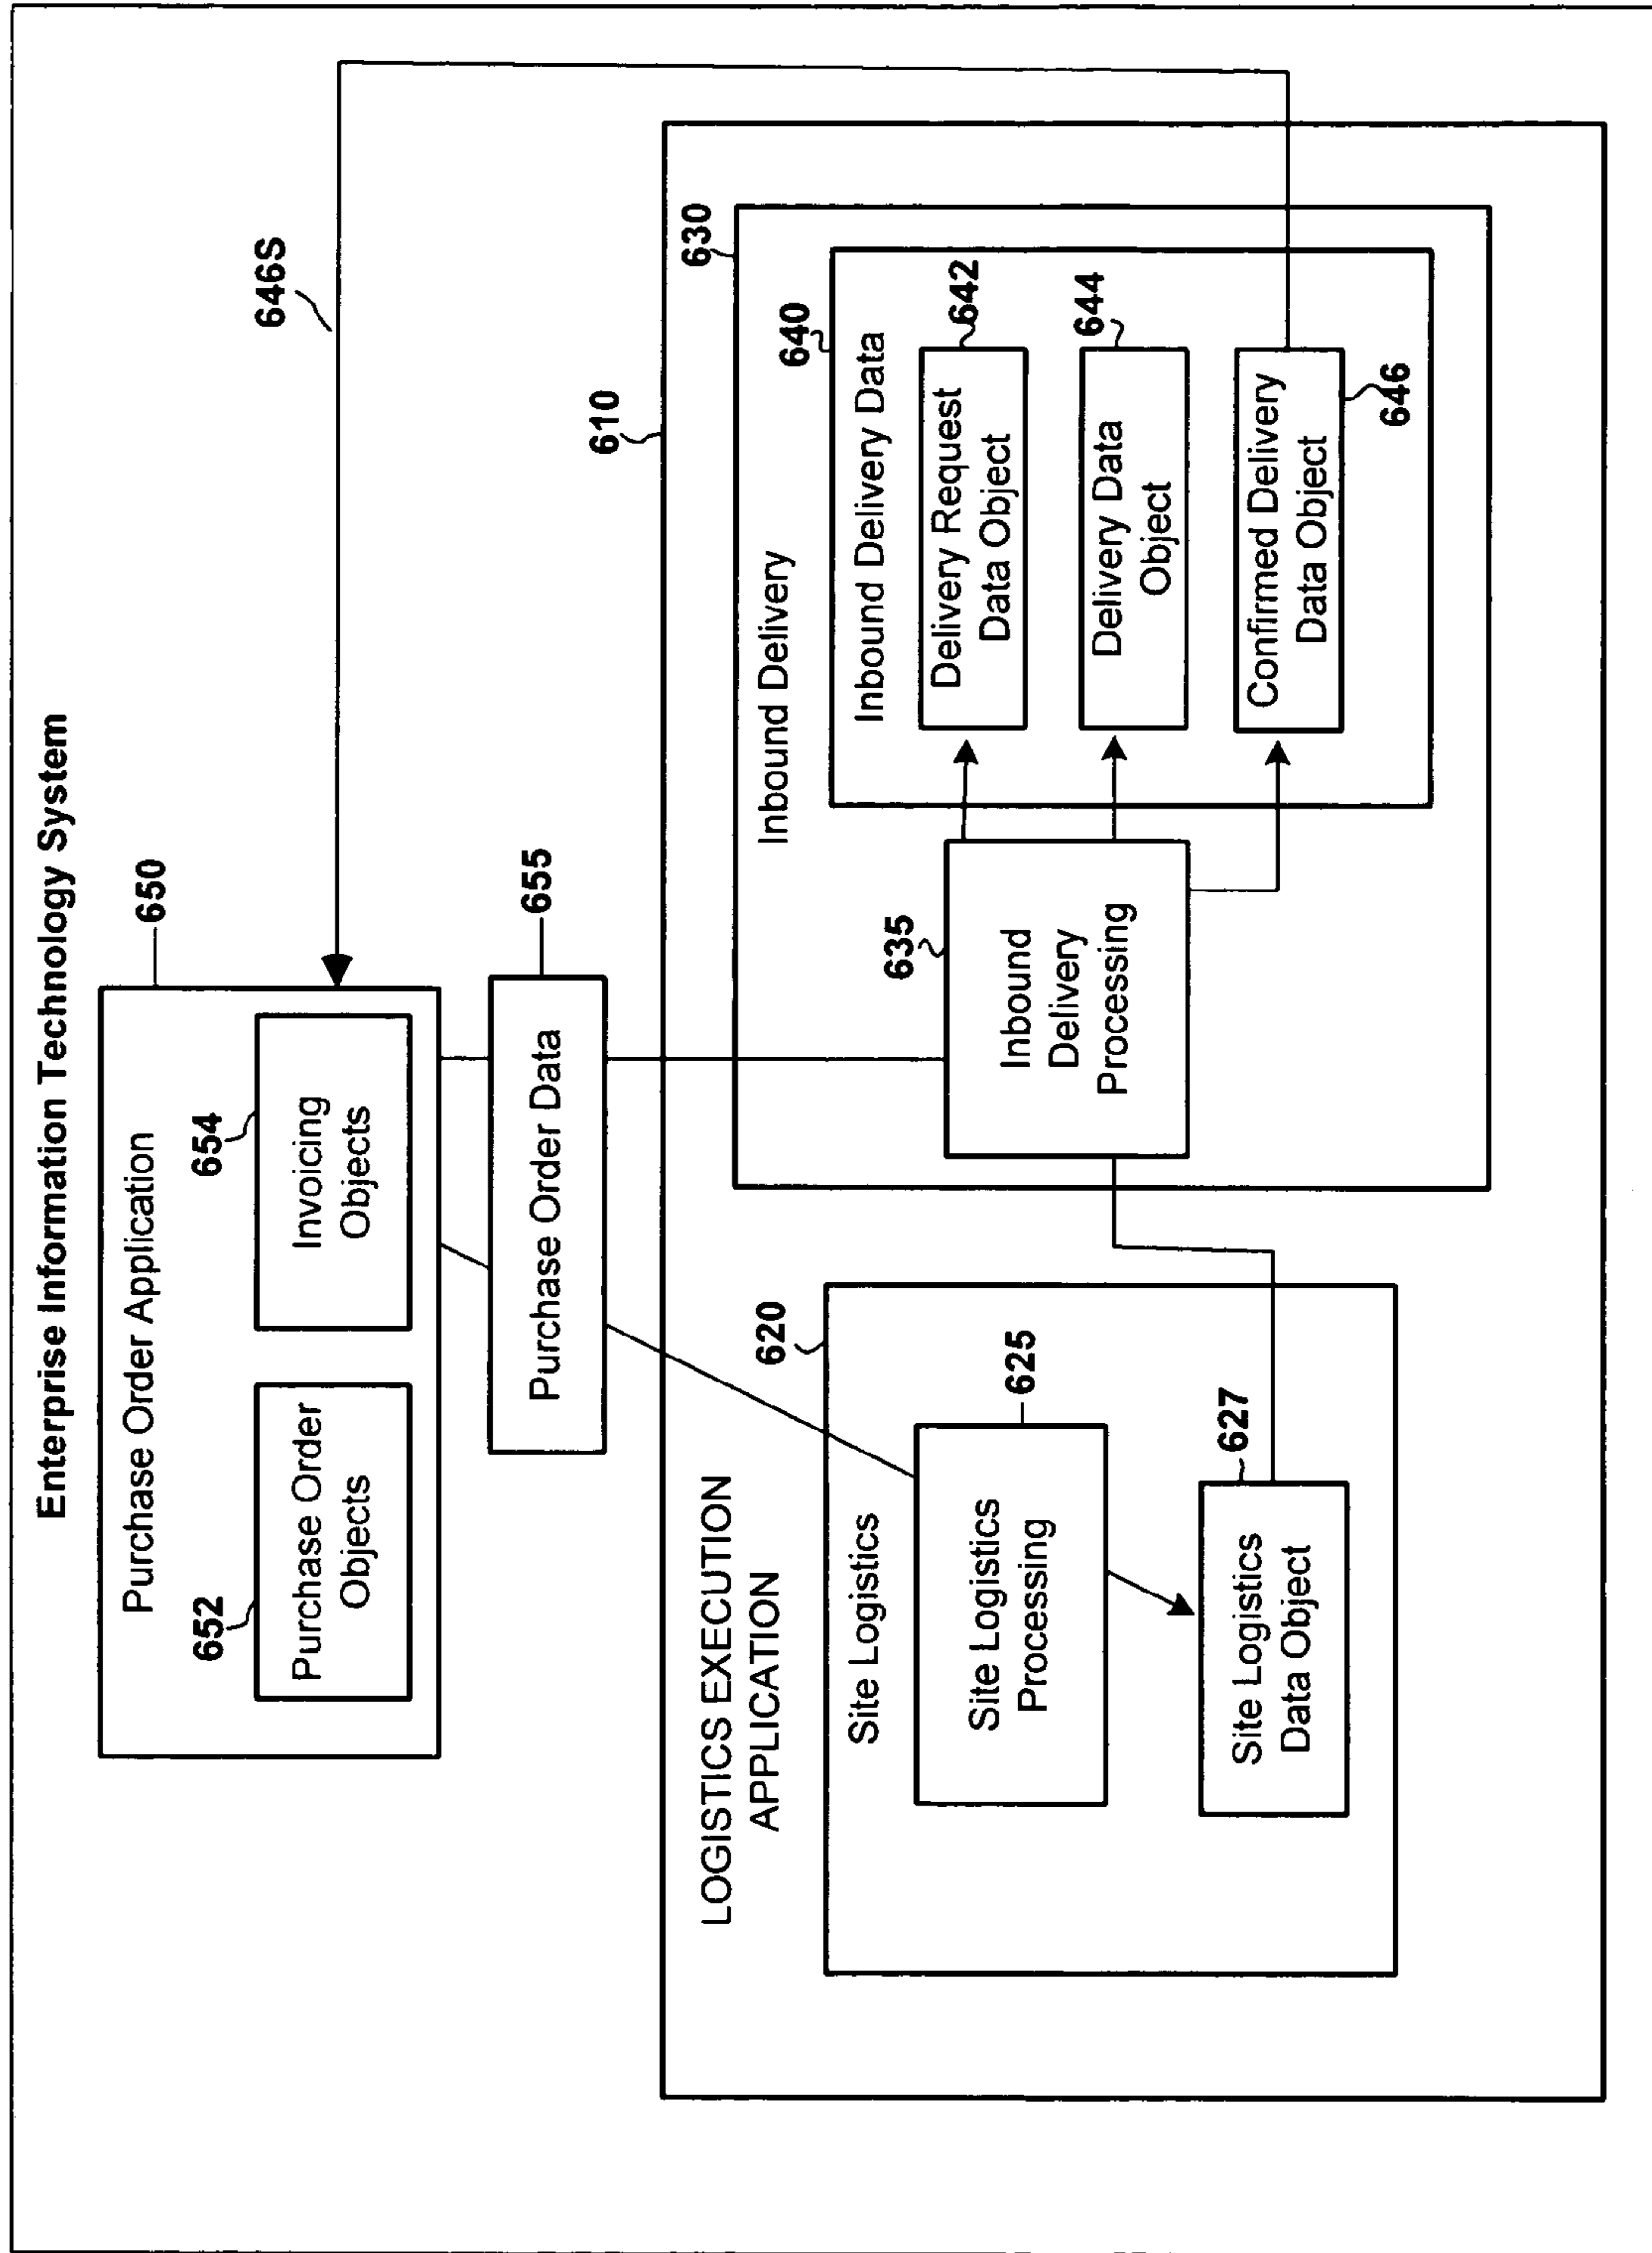 Enterprise Information Technology System
Purchase Order Application
650
652
Purchase Order
Objects
654
Invoicing
Objects
646S
Purchase Order Data
655
610
LOGISTICS EXECUTION
APPLICATION
620
Site Logistics
Site Logistics
Processing
625
627
Site Logistics
Data Object
630
Inbound Delivery
635
Inbound
Delivery
Processing
640
Inbound Delivery Data
642
Delivery Request
Data Object
644
Delivery Data
Object
Confirmed Delivery
Data Object
646